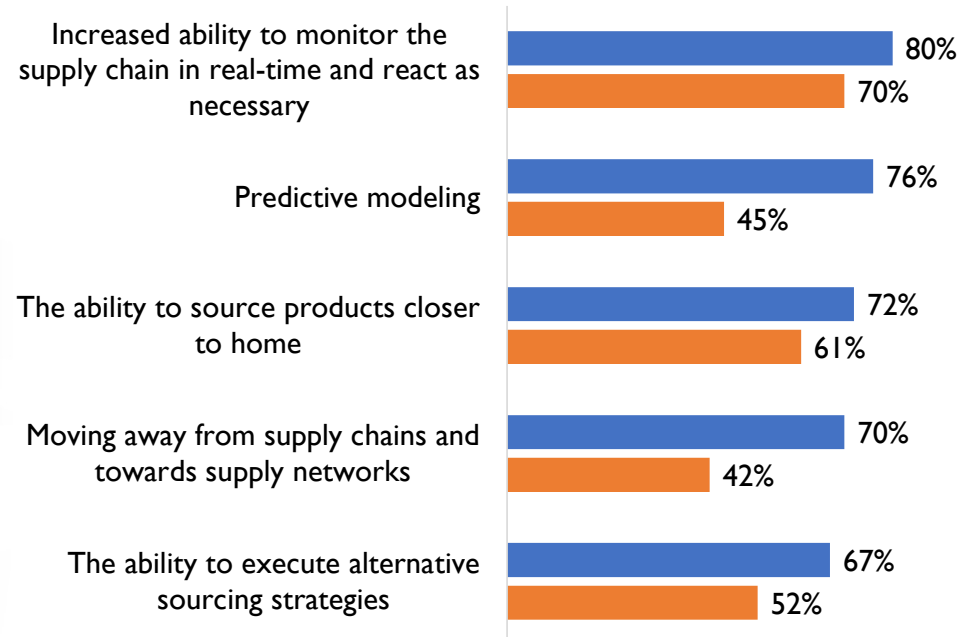 Increased ability to monitor the
supply chain in real-time and react as
necessary
80%
70%
Predictive modeling
76%
45%
The ability to source products closer
to home
72%
61%
Moving away from supply chains and
towards supply networks
70%
42%
The ability to execute alternative
sourcing strategies
67%
52%